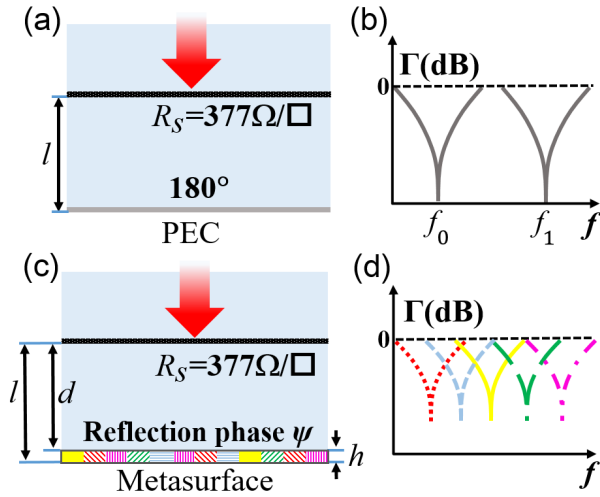 (a)
R_s=377Ω/□
l
180°
PEC
(b)
Γ(dB)
0
f_0
f_1
f
(c)
R_s=377Ω/□
l
d
Reflection phase ψ
h
Metasurface
(d)
Γ(dB)
0
f